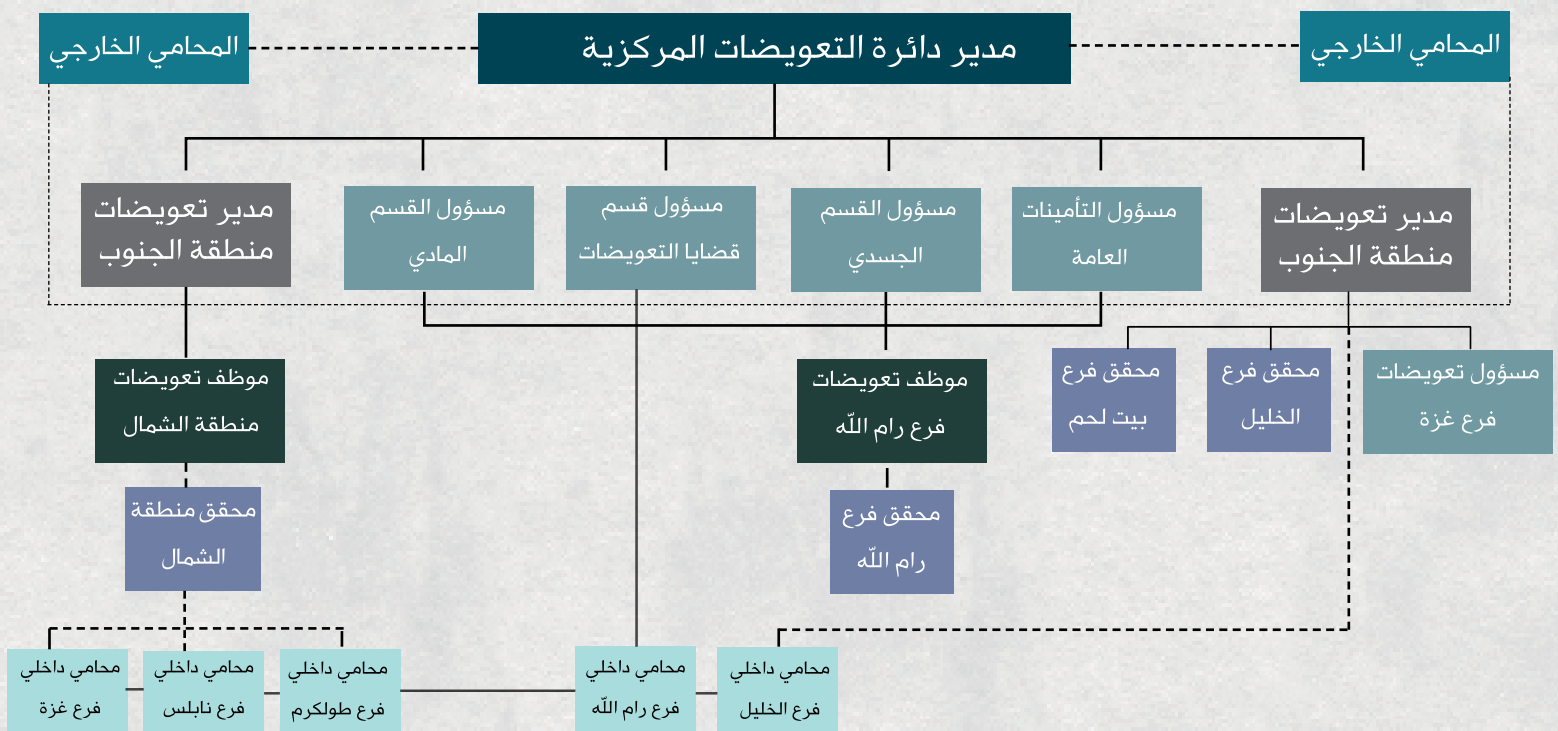 المحامي الخارجي
مدير دائرة التعويضات المركزية
المحامي الخارجي
مدير تعويضات
منطقة الجنوب
مسؤول التأمينات
العامة
مسؤول القسم
الجسدي
مسؤول قسم
قضايا التعويضات
مسؤول القسم
المادي
مدير تعويضات
منطقة الجنوب
مسؤول تعويضات
فرع غزة
محقق فرع
الخليل
محقق فرع
بيت لحم
موظف تعويضات
فرع رام الله
موظف تعويضات
منطقة الشمال
محقق فرع
رام الله
محقق منطقة
الشمال
محامي داخلي
فرع الخليل
محامي داخلي
فرع رام الله
محامي داخلي
فرع طولكرم
محامي داخلي
فرع نابلس
محامي داخلي
فرع غزة